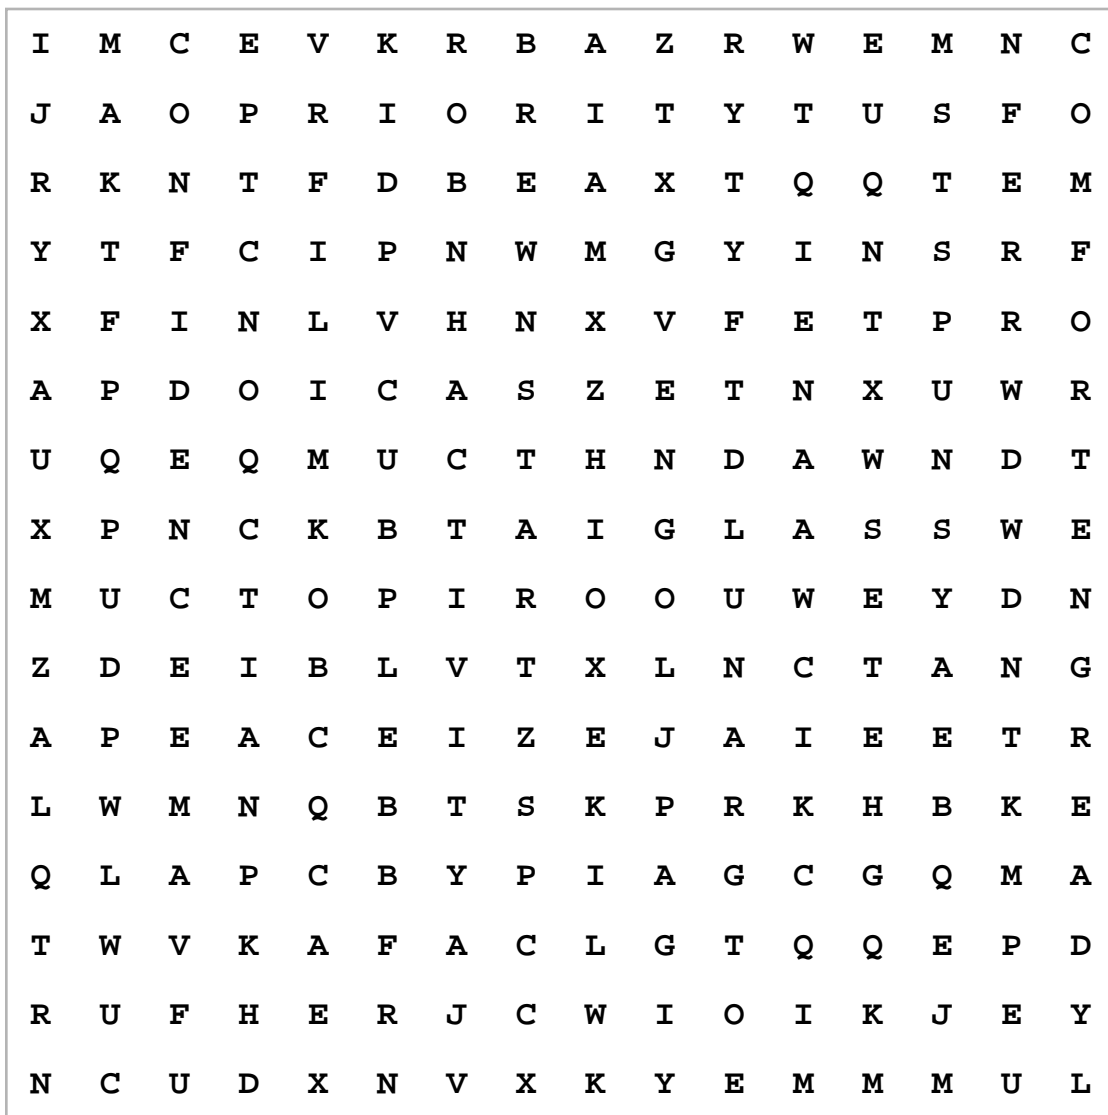 I M C E V K R B A Z R W E M N C
J A O P R I O R I T Y T U S F O
R K N T F D B E A X T Q Q T E M
Y T F C I P N W M G Y I N S R F
X F I N L V H N X V F E T P R O
A P D O I C A S Z E T N X U W R
U Q E Q M U C T H N D A W N D T
X P N C K B T A I G L A S S W E
M U C T O P I R O O U W E Y D N
Z D E I B L V T X L N C T A N G
A P E A C E I Z E J A I E E T R
L W M N Q B T S K P R K H B K E
Q L A P C B Y P I A G C G Q M A
T W V K A F A C L G T Q Q E P D
R U F H E R J C W I O I K J E Y
N C U D X N V X K Y E M M M U L